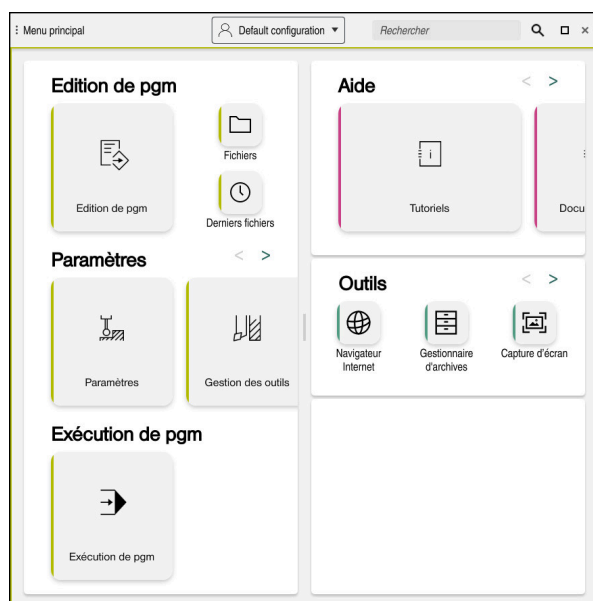 Menu principal
Default configuration
Rechercher
Edition de pgm
Edition de pgm
Fichiers
Derniers fichiers
Paramètres
Paramètres
Gestion des outils
Exécution de pgm
Exécution de pgm
Aide
Tutoriels
Docu
Outils
Navigateur
Internet
Gestionnaire
d'archives
Capture d'écran